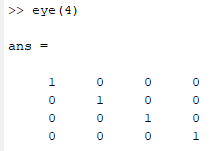 >> eye(4)
ans =
1 0 0 0
0 1 0 0
0 0 1 0
0 0 0 1